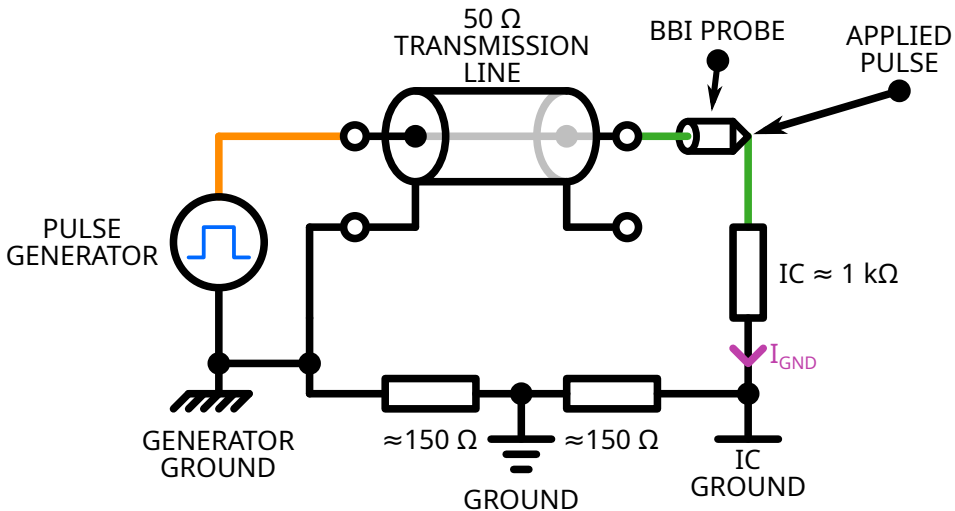 50 Ω
TRANSMISSION
LINE
BBI PROBE
APPLIED
PULSE
PULSE
GENERATOR
IC ≈ 1 kΩ
I_GND
≈150 Ω
≈150 Ω
GENERATOR
GROUND
GROUND
IC
GROUND